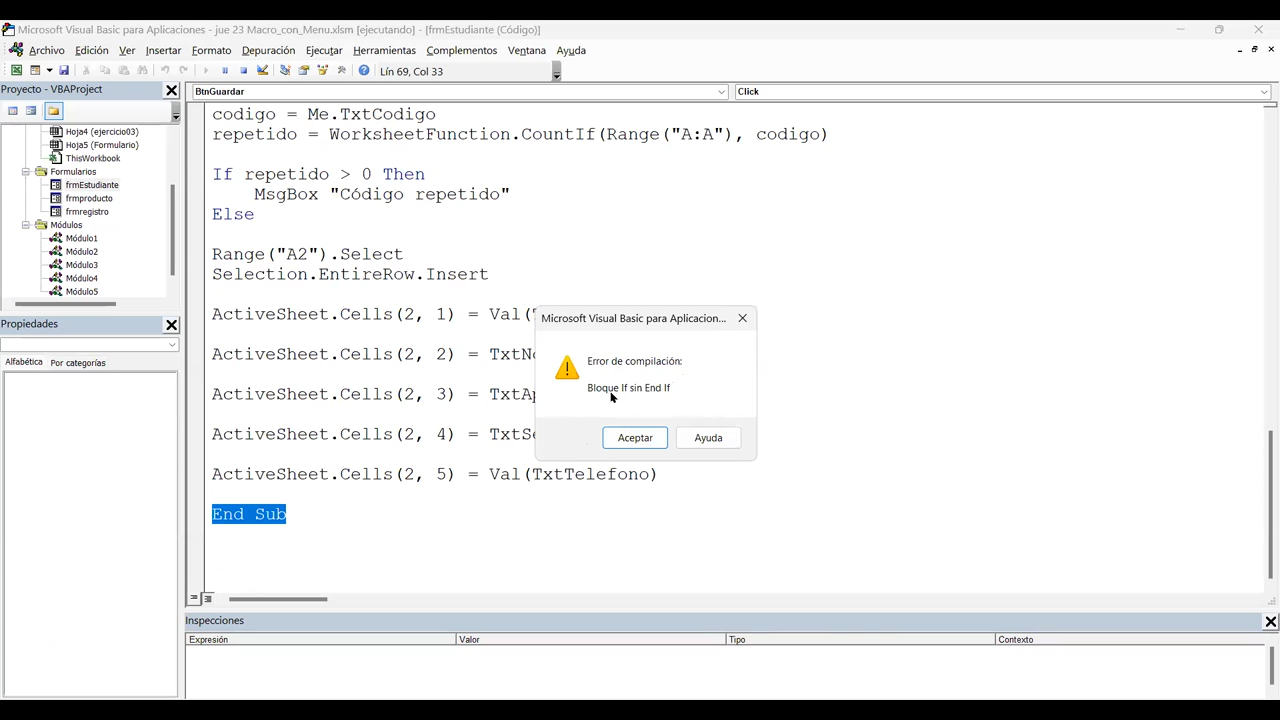 Microsoft Visual Basic para Aplicaciones - jue 23 Macro_con_Menu.xlsm [ejecutando] - [frmEstudiante (Código)]
Archivo Edición Ver Insertar Formato Depuración Ejecutar Herramientas Complementos Ventana Ayuda
Lín 69, Col 33
Proyecto - VBAProject
BtnGuardar
Click
Hoja4 (ejercicio03)
Hoja5 (Formulario)
ThisWorkbook
Formularios
frmEstudiante
frmproducto
frmregistro
Módulos
Módulo1
Módulo2
Módulo3
Módulo4
Módulo5
Propiedades
Alfabética Por categorías
codigo = Me.TxtCodigo
repetido = WorksheetFunction.CountIf(Range("A:A"), codigo)
If repetido > 0 Then
MsgBox "Código repetido"
Else
Range("A2").Select
Selection.EntireRow.Insert
ActiveSheet.Cells(2, 1) = Val(
ActiveSheet.Cells(2, 2) =
ActiveSheet.Cells(2, 3) =
ActiveSheet.Cells(2, 4) =
ActiveSheet.Cells(2, 5) = Val(TxtTelefono)
End Sub
Microsoft Visual Basic para Aplicacion...
Error de compilación:
Bloque If sin End If
Aceptar Ayuda
Inspecciones
Expresión Valor Tipo Contexto